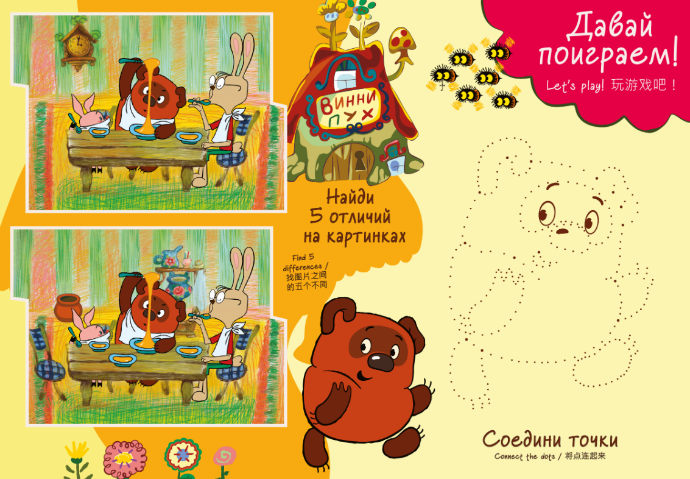 Давай
поиграем!
Let's play! 玩游戏吧！
ВИННИ
ПУХ
Найди
5 отличий
на картинках
Find 5
differences /
找图片之间
的五个不同
Соедини точки
Connect the dots / 将点连起来